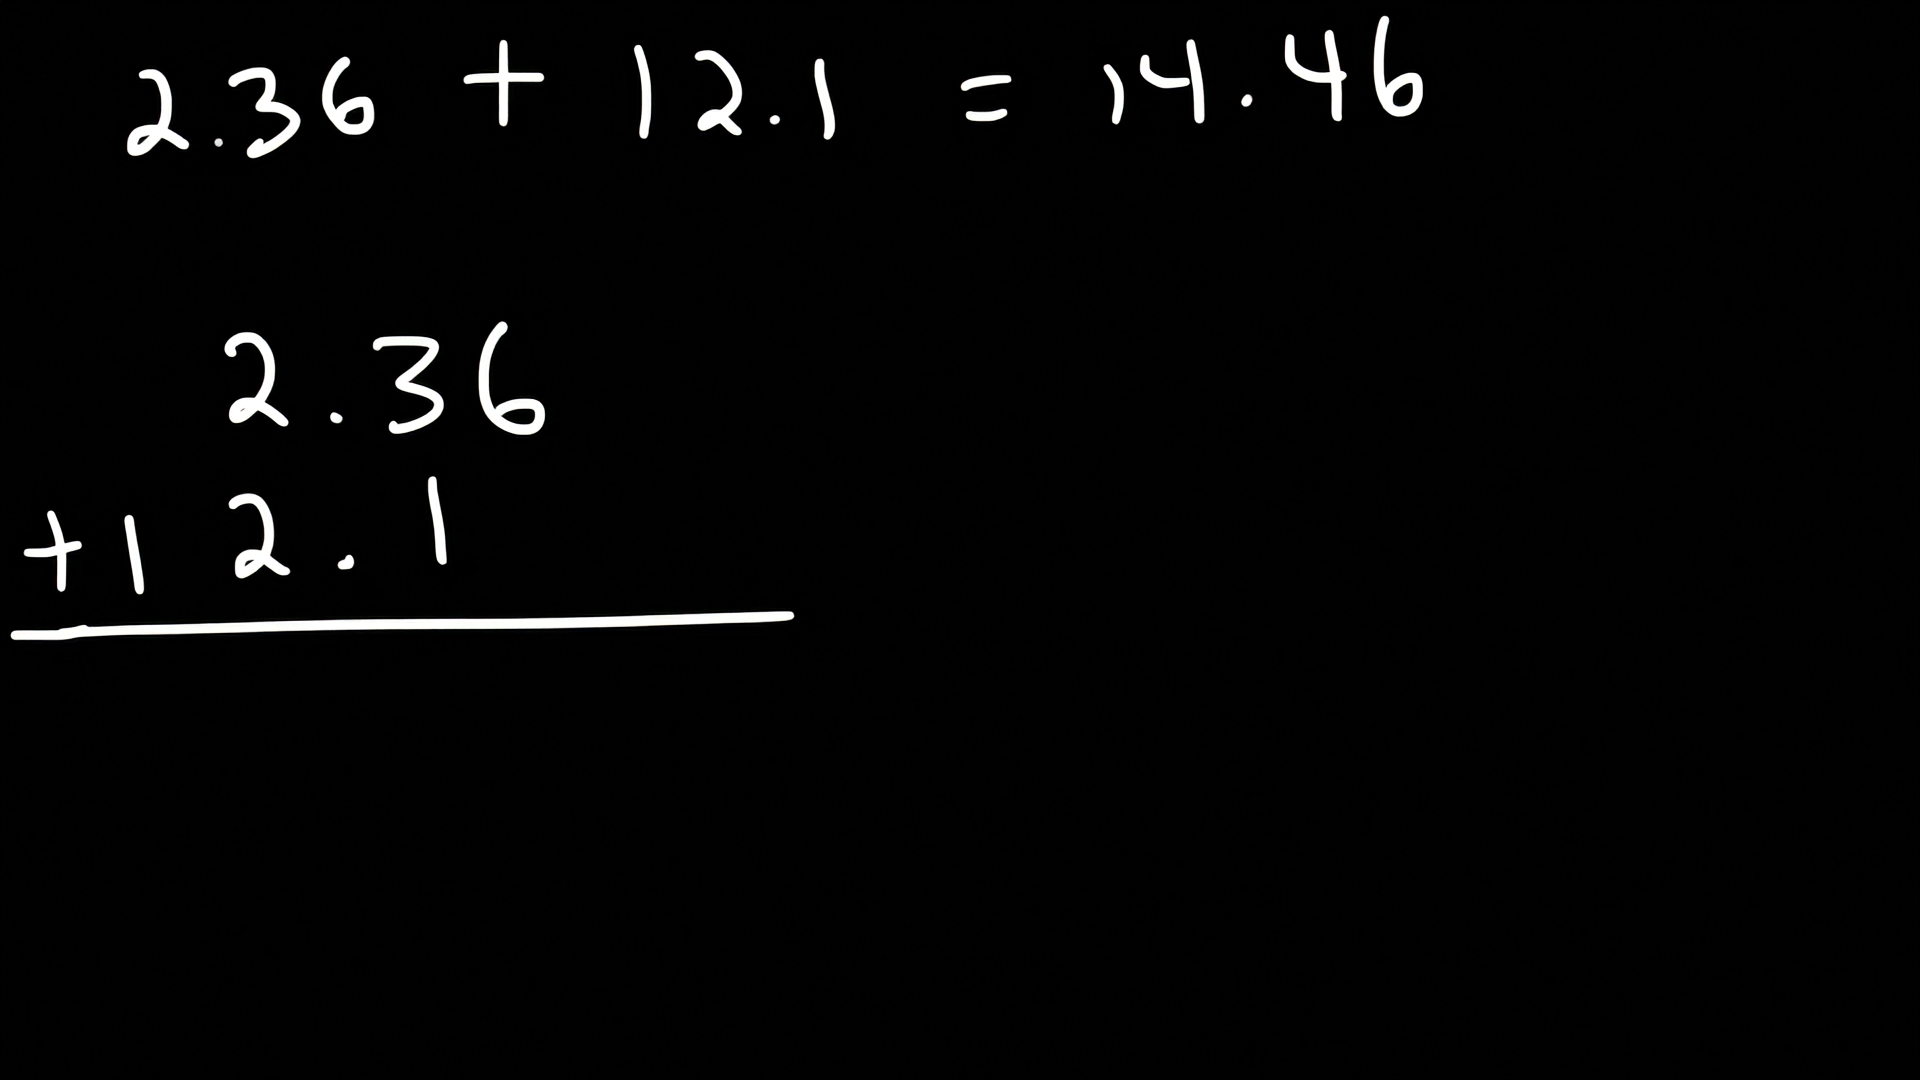 2.36 + 12.1 = 14.46
2.36
+12.1